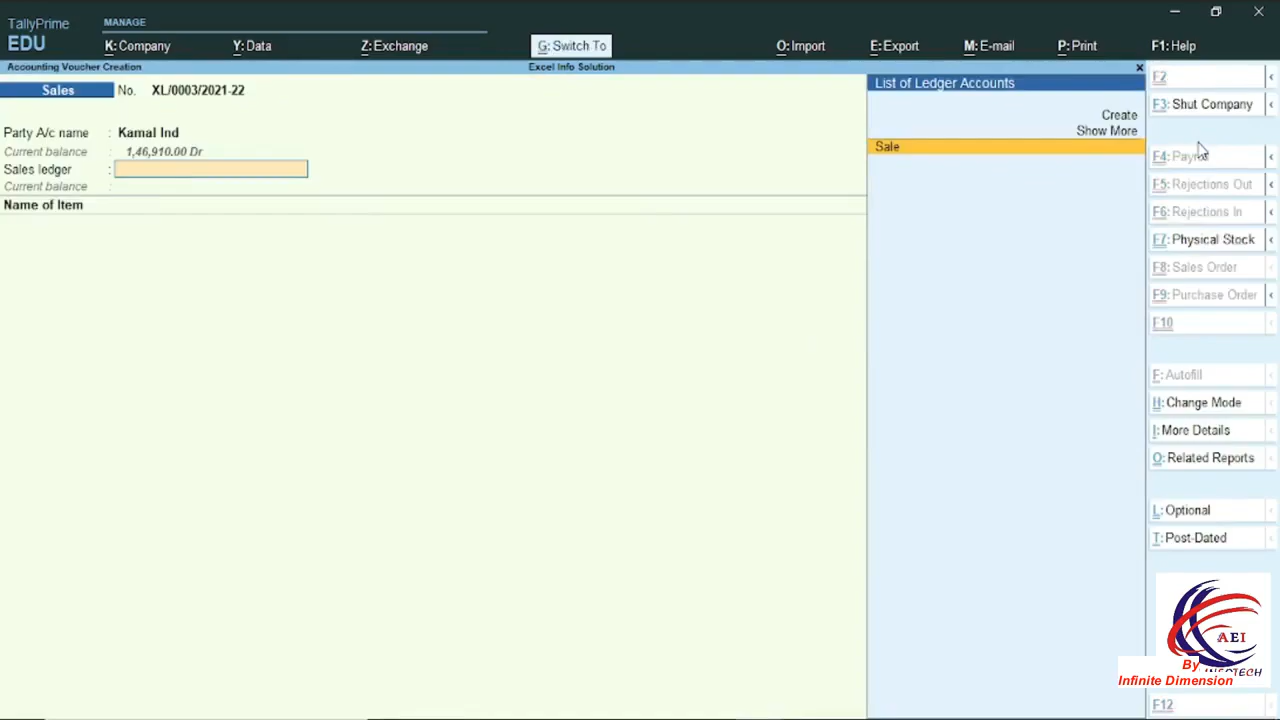 TallyPrime
EDU
MANAGE
K: Company
Y: Data
Z: Exchange
G: Switch To
O: Import
E: Export
M: E-mail
P: Print
F1: Help
Accounting Voucher Creation
Excel Info Solution
Sales No. XL/0003/2021-22
Party A/c name : Kamal Ind
Current balance : 1,46,910.00 Dr
Sales ledger :
Current balance :
Name of Item
List of Ledger Accounts
Create
Show More
Sale
F2
F3: Shut Company
F4:
F5: Rejections Out
F6: Rejections In
F7: Physical Stock
F8: Sales Order
F9: Purchase Order
F10
F: Autofill
H: Change Mode
I: More Details
O: Related Reports
L: Optional
T: Post-Dated
AEI
By
Infinite Dimension
F12